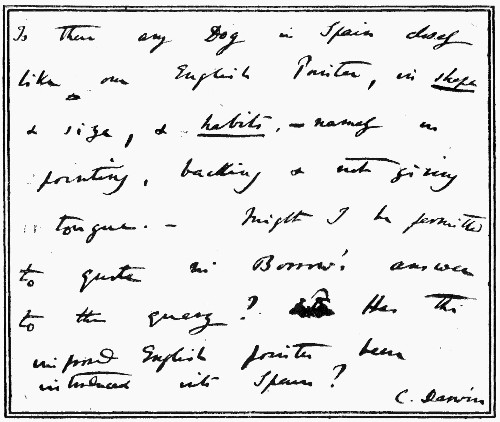 Is there any Dog in Spain closely
like our English Pointer, in shape
& size, & habits, — namely in
pointing, backing & not giving
tongue. — Might I be permitted
to quote Mr Borrow's answer
to the query? Has the
improved English pointer been
introduced into Spain?
C. Darwin